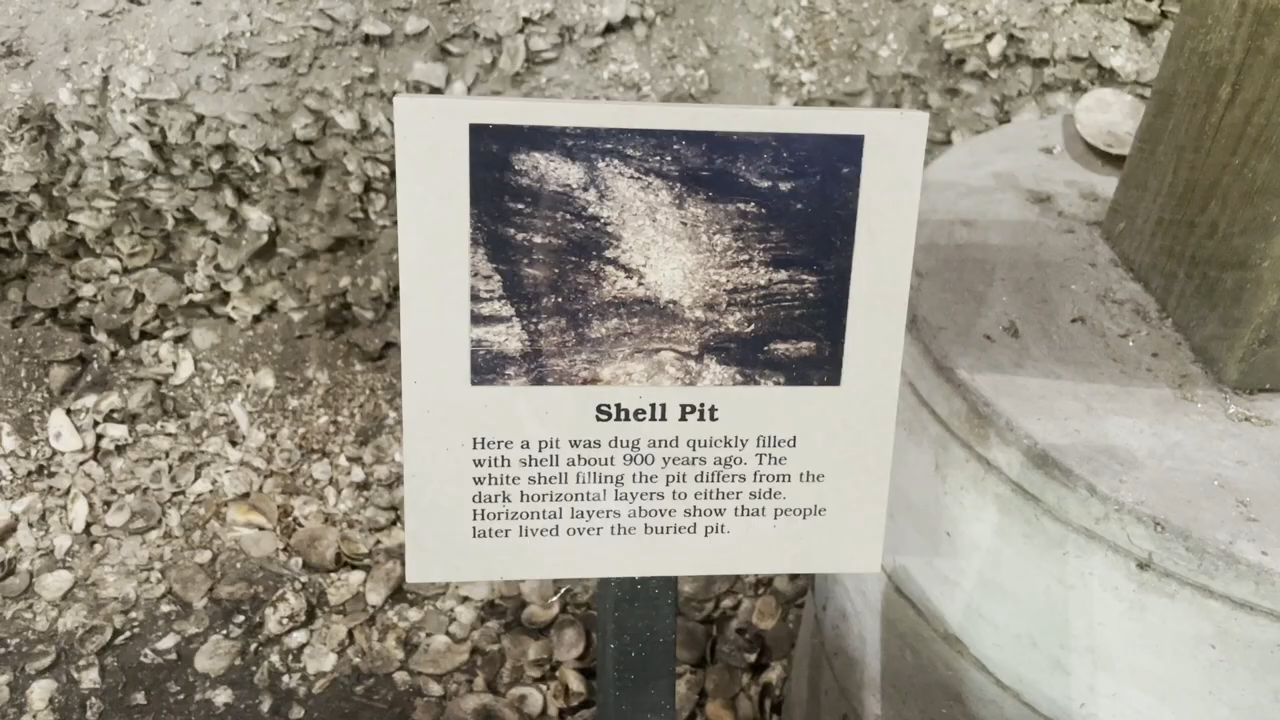 Shell Pit
Here a pit was dug and quickly filled
with shell about 900 years ago. The
white shell filling the pit differs from the
dark horizontal layers to either side.
Horizontal layers above show that people
later lived over the buried pit.